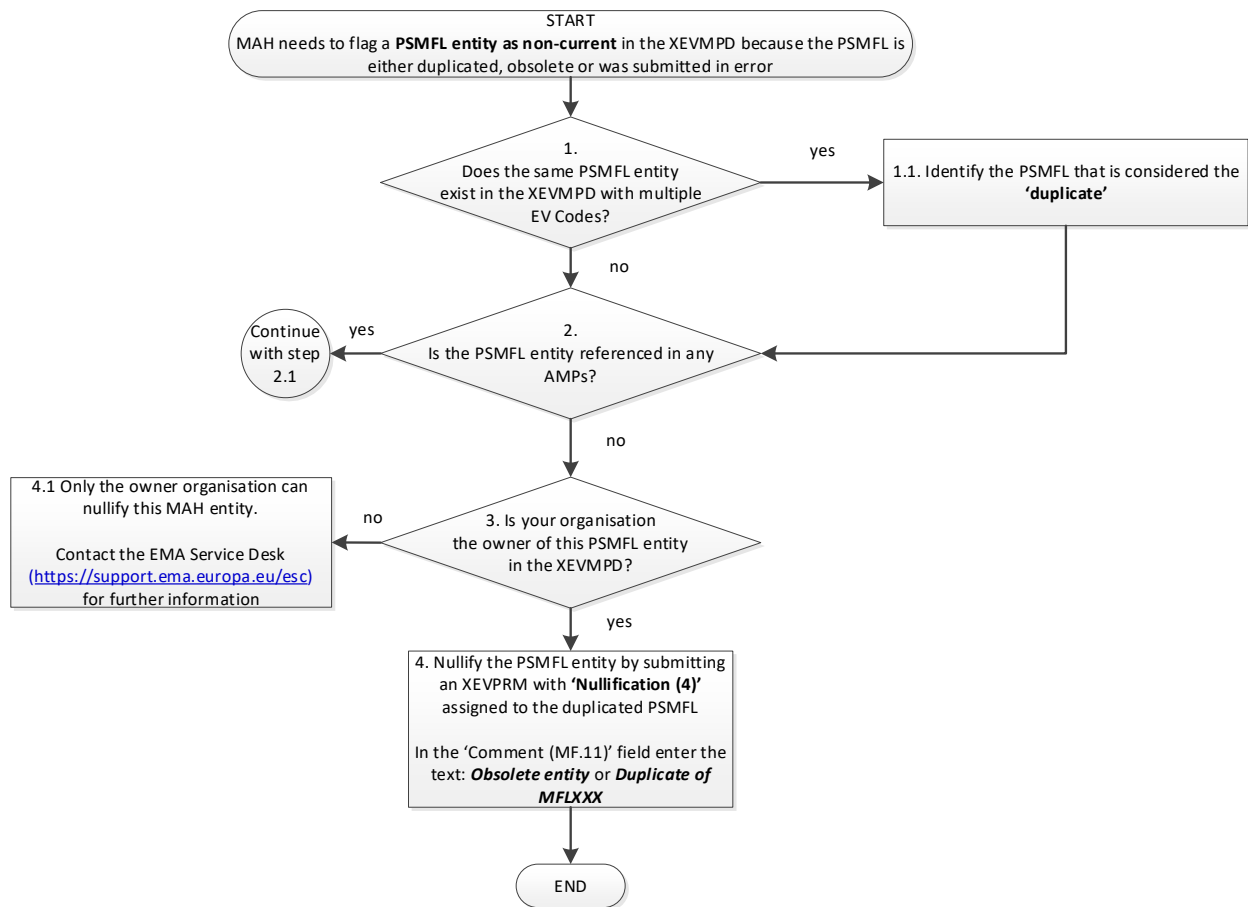 START
MAH needs to flag a PSMFL entity as non-current in the XEVMPD because the PSMFL is
either duplicated, obsolete or was submitted in error
1.
Does the same PSMFL entity
exist in the XEVMPD with multiple
EV Codes?
yes
1.1. Identify the PSMFL that is considered the
‘duplicate’
no
2.
Is the PSMFL entity referenced in any
AMPs?
yes
Continue
with step
2.1
no
3. Is your organisation
the owner of this PSMFL entity
in the XEVMPD?
no
4.1 Only the owner organisation can
nullify this MAH entity.
Contact the EMA Service Desk
(https://support.ema.europa.eu/esc)
for further information
yes
4. Nullify the PSMFL entity by submitting
an XEVPRM with ‘Nullification (4)’
assigned to the duplicated PSMFL
In the ‘Comment (MF.11)’ field enter the
text: Obsolete entity or Duplicate of
MFLXXX
END